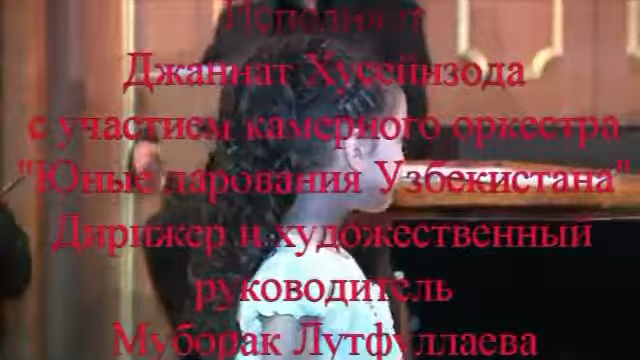 Исполняет
Джаннат Хусейнзода
с участием камерного оркестра
"Юные дарования Узбекистана"
Дирижер и художественный
руководитель
Муборак Лутфуллаева